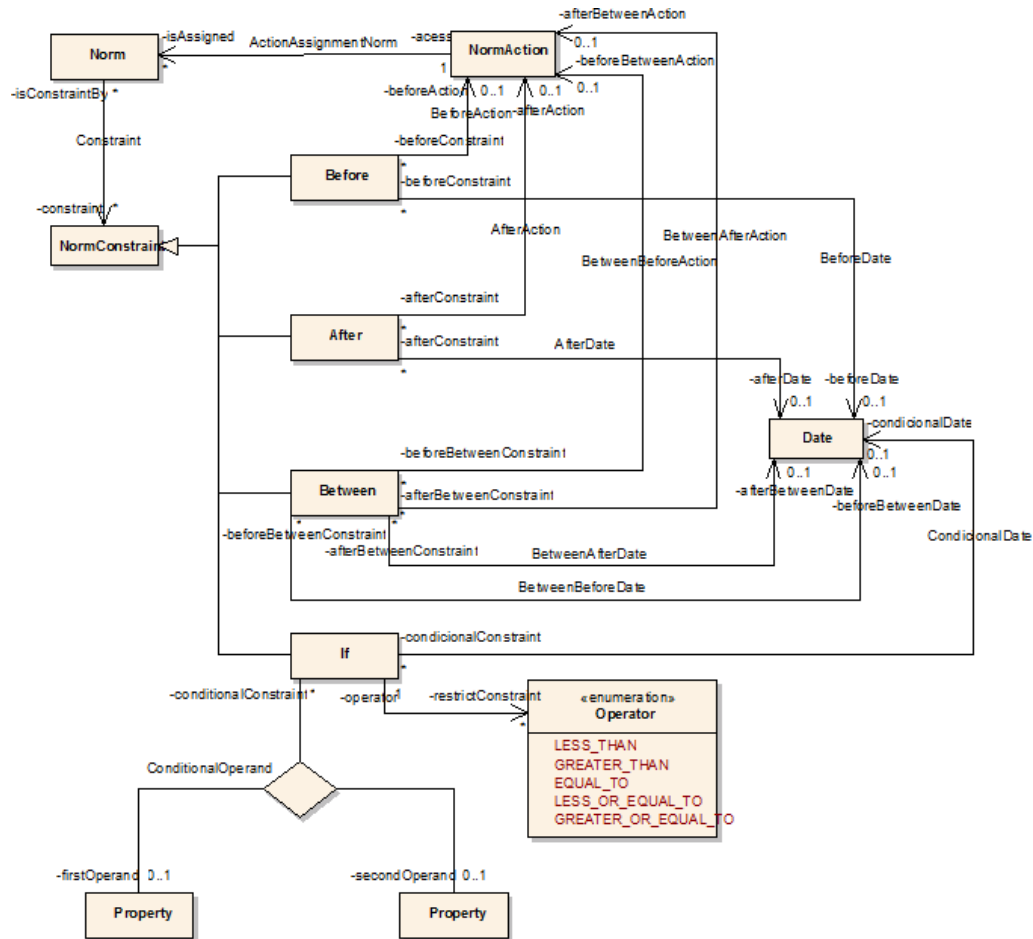 -afterBetweenAction
-isAssigned
ActionAssignmentNorm
-acess
Norm
NormAction
0..1
*
1
-beforeBetweenAction
-isConstraintBy *
-beforeAction
0..1
0..1
0..1
BeforeAction
-afterAction
Constraint
-beforeConstraint
*
Before
-beforeConstraint
*
-constraint *
AfterAction
BetweenAfterAction
NormConstrain
BetweenBeforeAction
BeforeDate
-afterConstraint
*
After
-afterConstraint
AfterDate
*
-afterDate
-beforeDate
0..1
0..1
-condicionalDate
Date
-beforeBetweenConstraint
0..1
*
0..1
0..1
Between
-afterBetweenConstraint
-afterBetweenDate
*
-beforeBetweenDate
*
*
-beforeBetweenConstraint
-afterBetweenConstraint
BetweenAfterDate
CondicionalDate
BetweenBeforeDate
-condicionalConstraint
If
*
-conditionalConstraint *
-operator
1
-restrictConstraint
*
«enumeration»
Operator
LESS_THAN
GREATER_THAN
EQUAL_TO
LESS_OR_EQUAL_TO
GREATER_OR_EQUAL_TO
ConditionalOperand
-firstOperand 0..1
-secondOperand 0..1
Property
Property